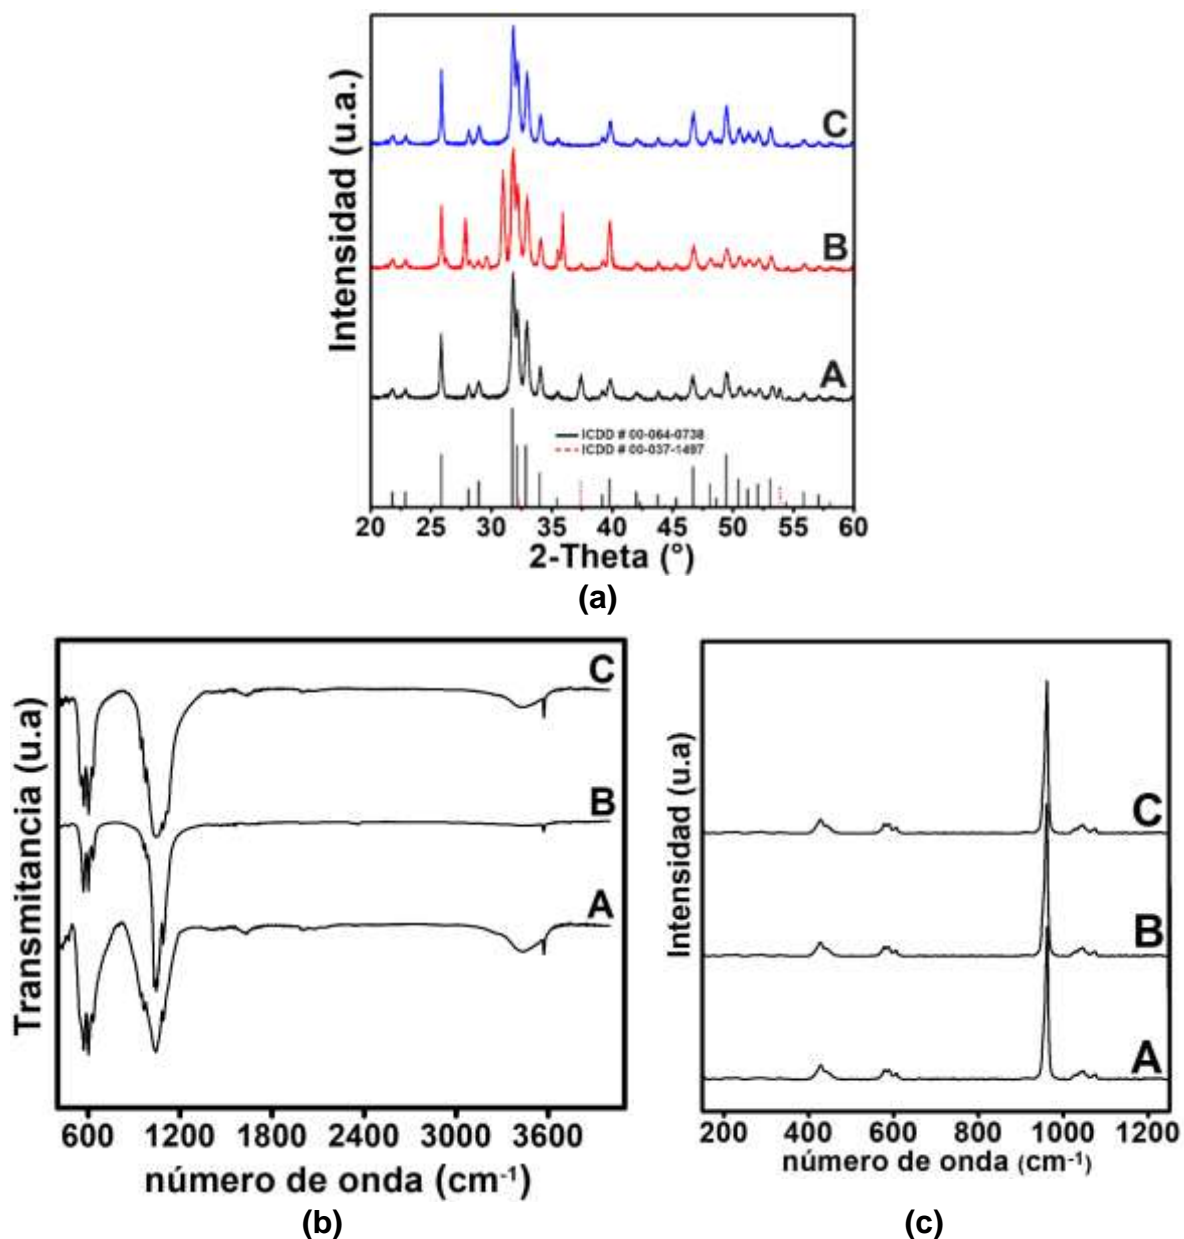 Intensidad (u.a.)
C
B
A
ICDD # 00-064-0738
ICDD # 00-037-1497
20 25 30 35 40 45 50 55 60
2-Theta (°)
(a)
Transmitancia (u.a)
C
B
A
600 1200 1800 2400 3000 3600
número de onda (cm-1)
(b)
Intensidad (u.a)
C
B
A
200 400 600 800 1000 1200
número de onda (cm-1)
(c)